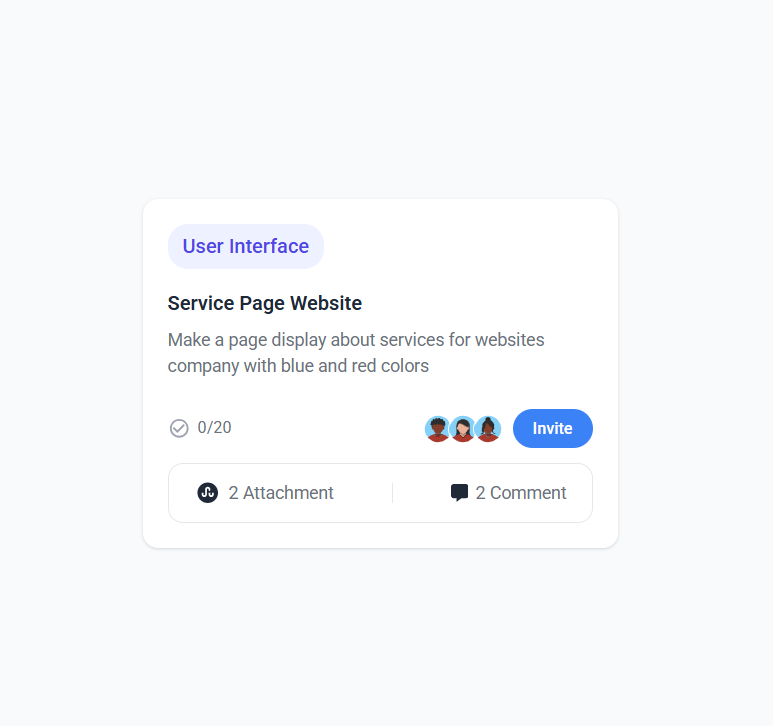 User Interface
Service Page Website
Make a page display about services for websites
company with blue and red colors
0/20
Invite
2 Attachment
2 Comment